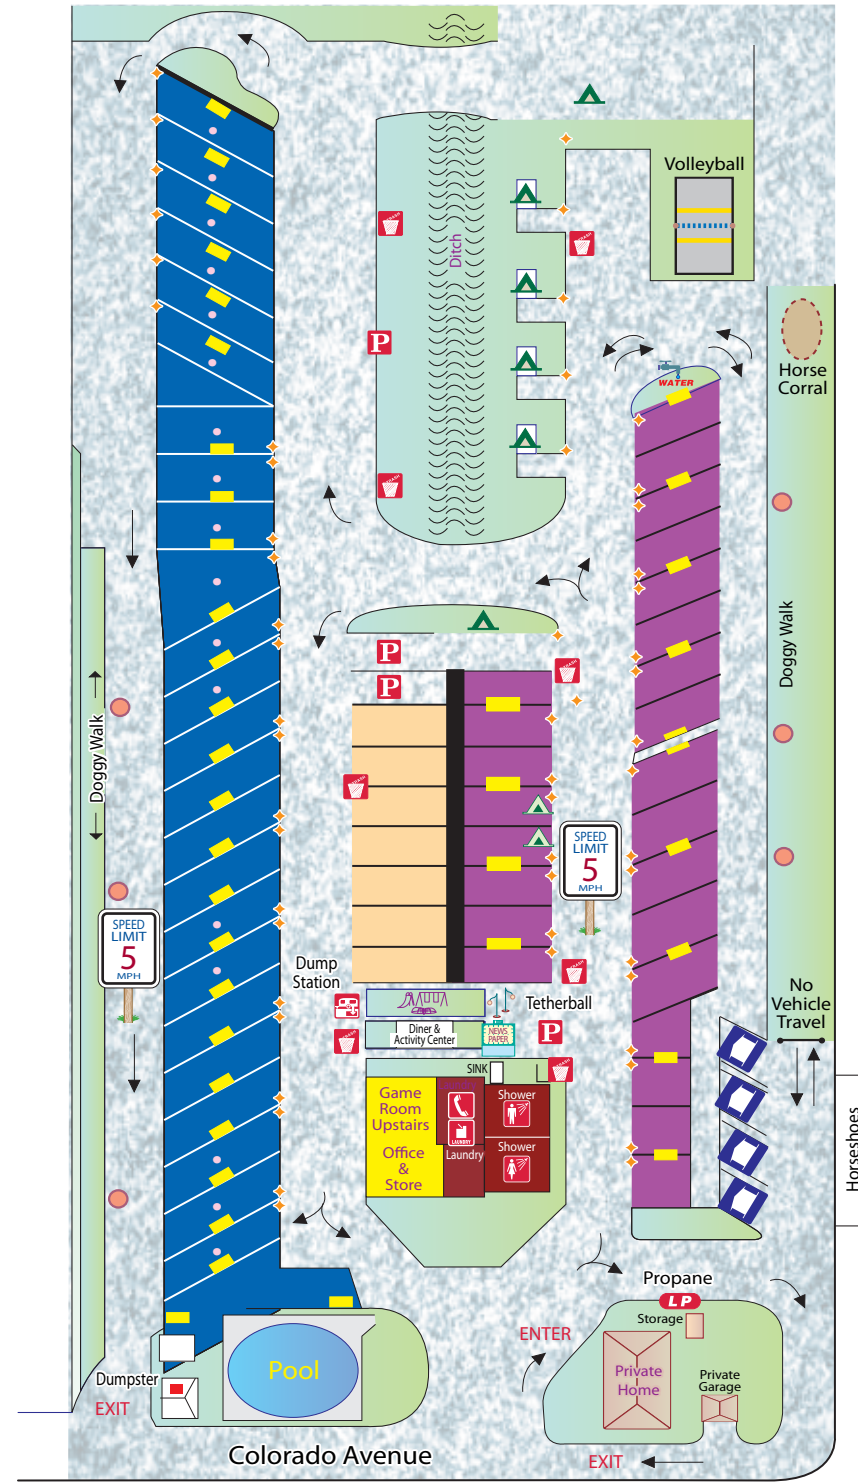 Volleyball
Ditch
P
WATER
Horse
Corral
Doggy Walk
P
P
Doggy Walk
SPEED
LIMIT
5
MPH
SPEED
LIMIT
5
MPH
Dump
Station
Tetherball
No
Vehicle
Travel
Diner &
Activity Center
NEWS
PAPER
P
SINK
Game
Room
Upstairs
Shower
LAUNDRY
Office
&
Store
Laundry
Shower
Horseshoes
Propane
LP
Storage
ENTER
Private
Home
Private
Garage
Pool
Dumpster
EXIT
Colorado Avenue
EXIT